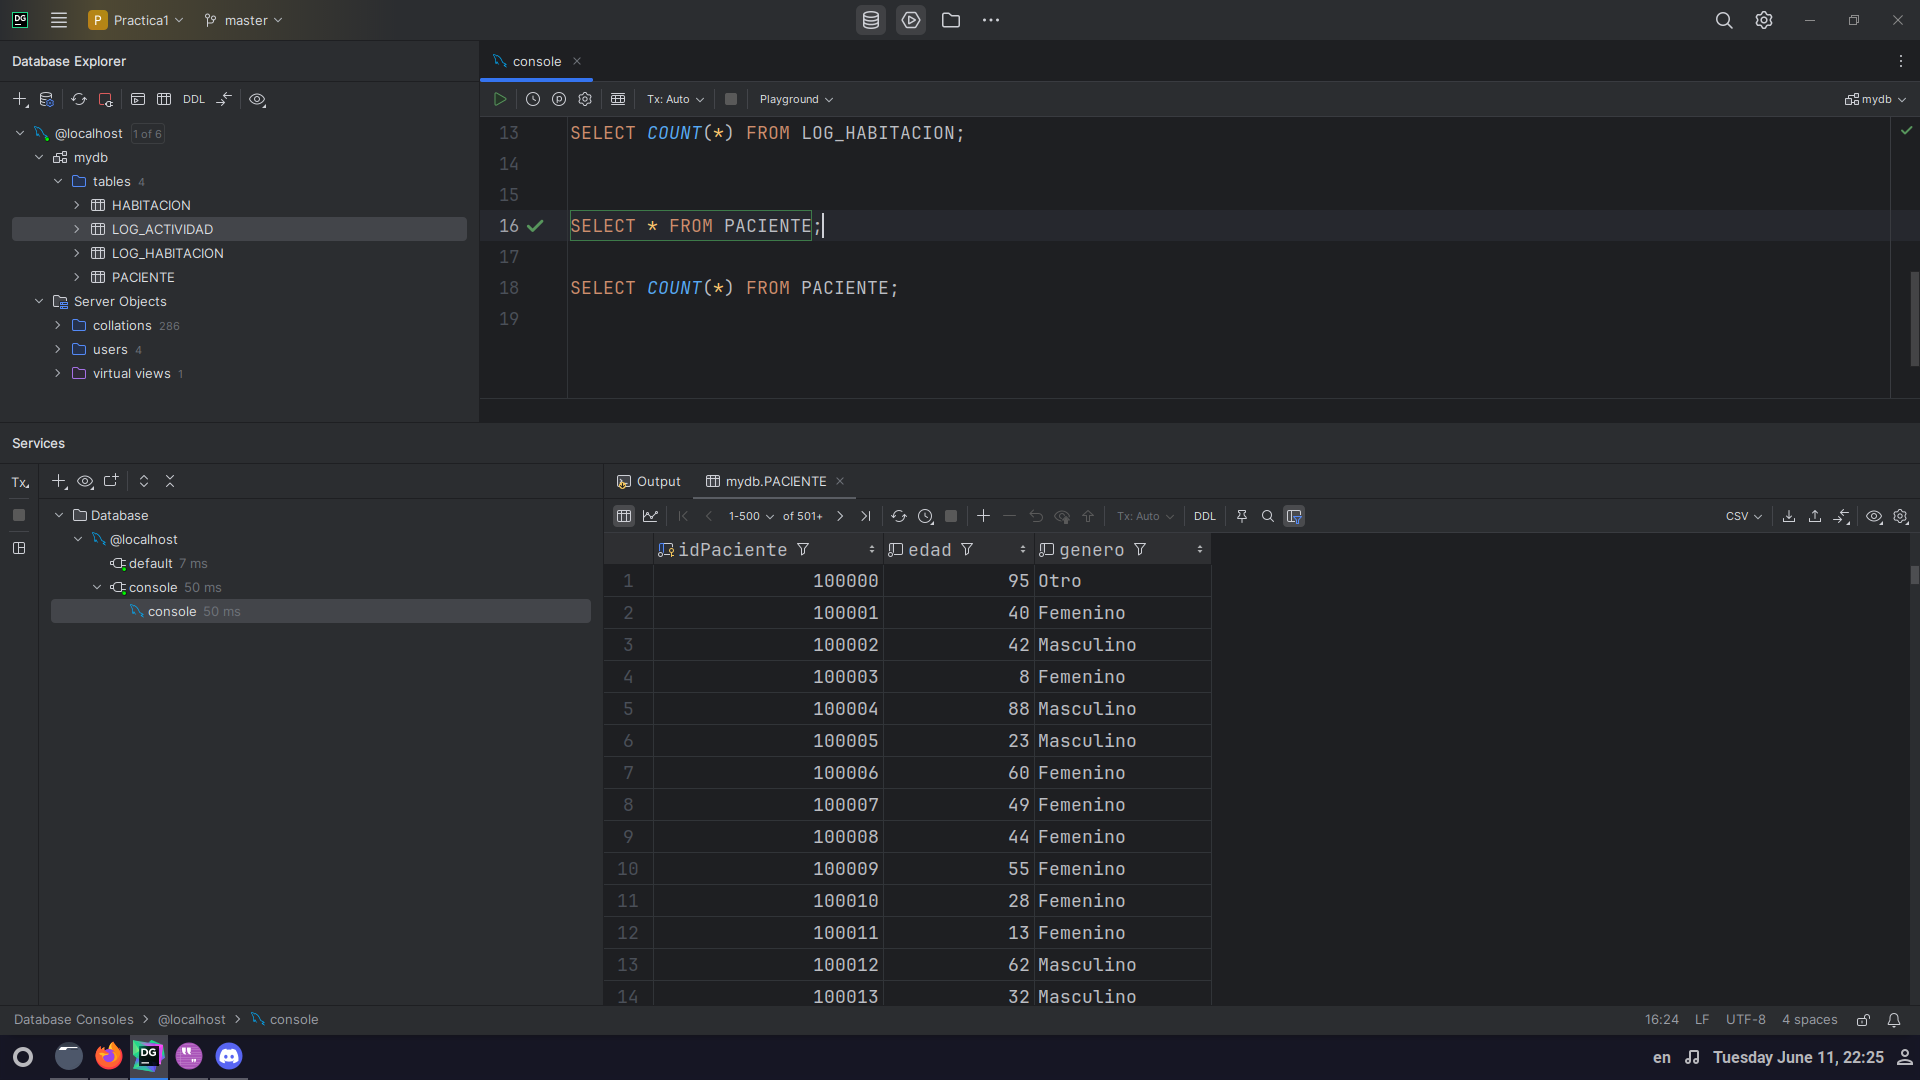 DG P Practica1 master
Database Explorer
console
DDL
Tx: Auto Playground mydb
@localhost 1 of 6
mydb
tables 4
HABITACION
LOG_ACTIVIDAD
LOG_HABITACION
PACIENTE
Server Objects
collations 286
users 4
virtual views 1
13 SELECT COUNT(*) FROM LOG_HABITACION;
14
15
16 SELECT * FROM PACIENTE;
17
18 SELECT COUNT(*) FROM PACIENTE;
19
Services
Tx
Database
@localhost
default 7 ms
console 50 ms
console 50 ms
Output mydb.PACIENTE
1-500 of 501+ Tx: Auto DDL CSV
idPaciente edad genero
1 100000 95 Otro
2 100001 40 Femenino
3 100002 42 Masculino
4 100003 8 Femenino
5 100004 88 Masculino
6 100005 23 Masculino
7 100006 60 Femenino
8 100007 49 Femenino
9 100008 44 Femenino
10 100009 55 Femenino
11 100010 28 Femenino
12 100011 13 Femenino
13 100012 62 Masculino
14 100013 32 Masculino
Database Consoles > @localhost > console
16:24 LF UTF-8 4 spaces
DG
en Tuesday June 11, 22:25